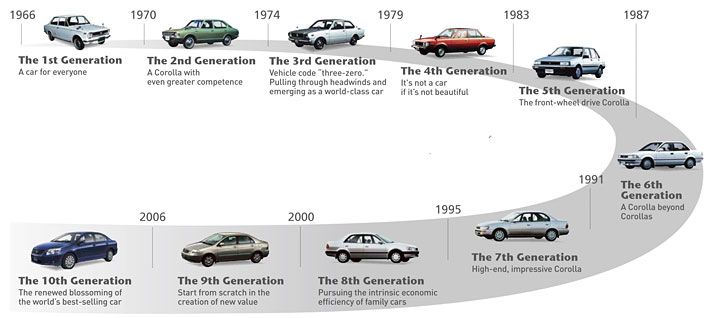 1966
1970
1974
1979
1983
1987
The 1st Generation
A car for everyone
The 2nd Generation
A Corolla with
even greater competence
The 3rd Generation
Vehicle code "three-zero."
Pulling through headwinds and
emerging as a world-class car
The 4th Generation
It's not a car
if it's not beautiful
The 5th Generation
The front-wheel drive Corolla
The 6th
Generation
A Corolla beyond
Corollas
1991
The 7th Generation
High-end, impressive Corolla
1995
The 8th Generation
Pursuing the intrinsic economic
efficiency of family cars
2000
The 9th Generation
Start from scratch in the
creation of new value
2006
The 10th Generation
The renewed blossoming of
the world's best-selling car